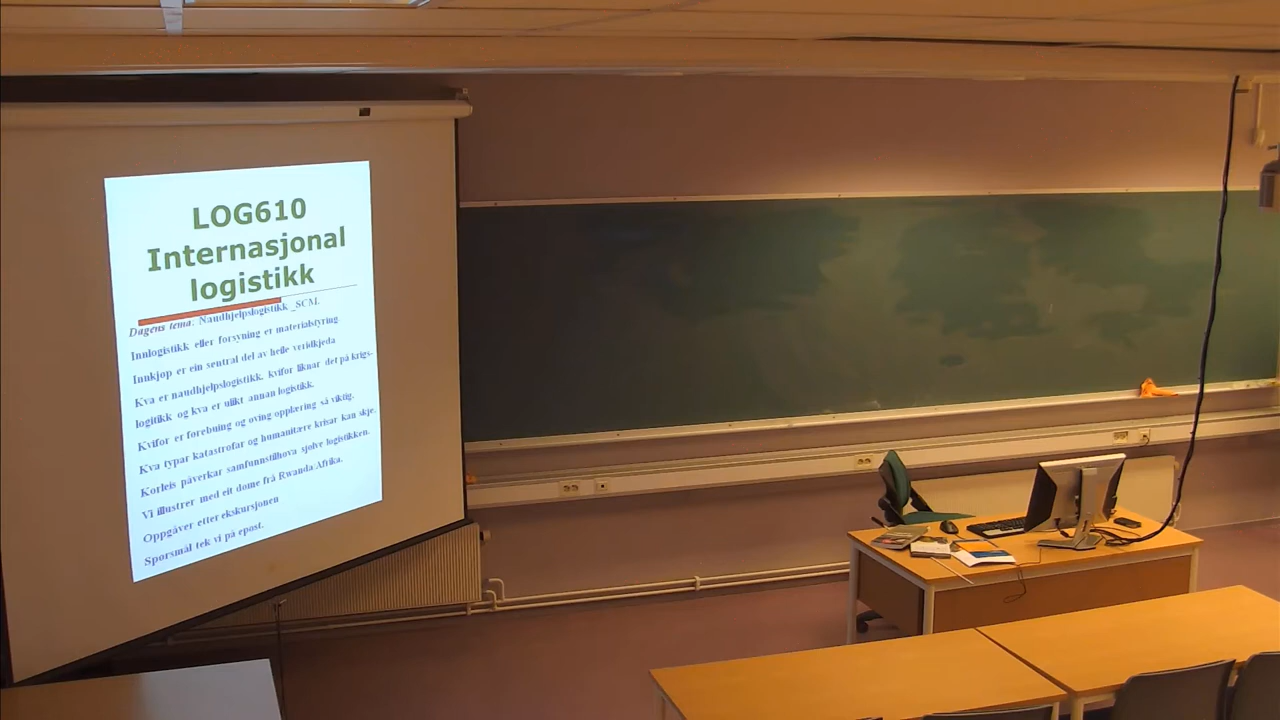 LOG610
Internasjonal
logistikk
Dagens tema: Naudhjelpslogistikk _SCM.
Innlogistikk eller forsyning er materialstyring.
Innkjøp er ein sentral del av heile verdikjeda
Kva er naudhjelpslogistikk, kvifor liknar det på krigs-
logitikk og kva er ulikt annan logistikk.
Kvifor er førebning og øving opplæring så viktig.
Kva typar katastrofar og humanitære krisar kan skje.
Korleis påverkar samfunnstilhøva sjølve logistikken.
Vi illustrer med eit døme frå Rwanda/Afrika.
Oppgåver etter ekskursjonen
Spørsmål tek vi på epost.